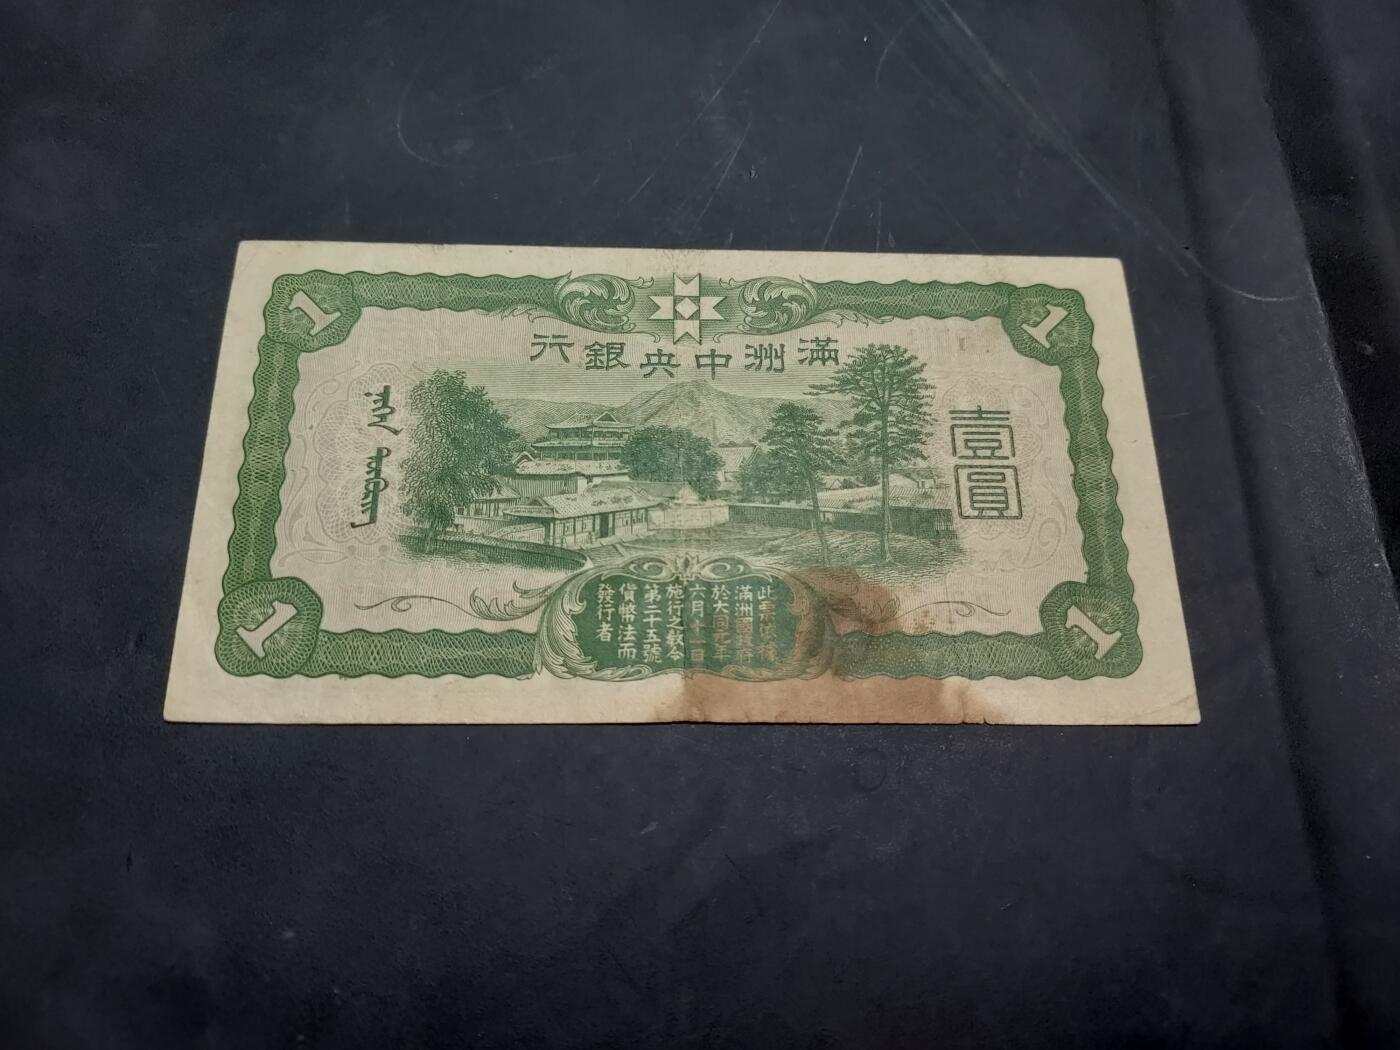 1
1
滿洲中央銀行
壹圓
此票
滿洲國政府
於大同元年
六月十一日
施行之教令
第二十五號
貨幣法而
發行者
1
1